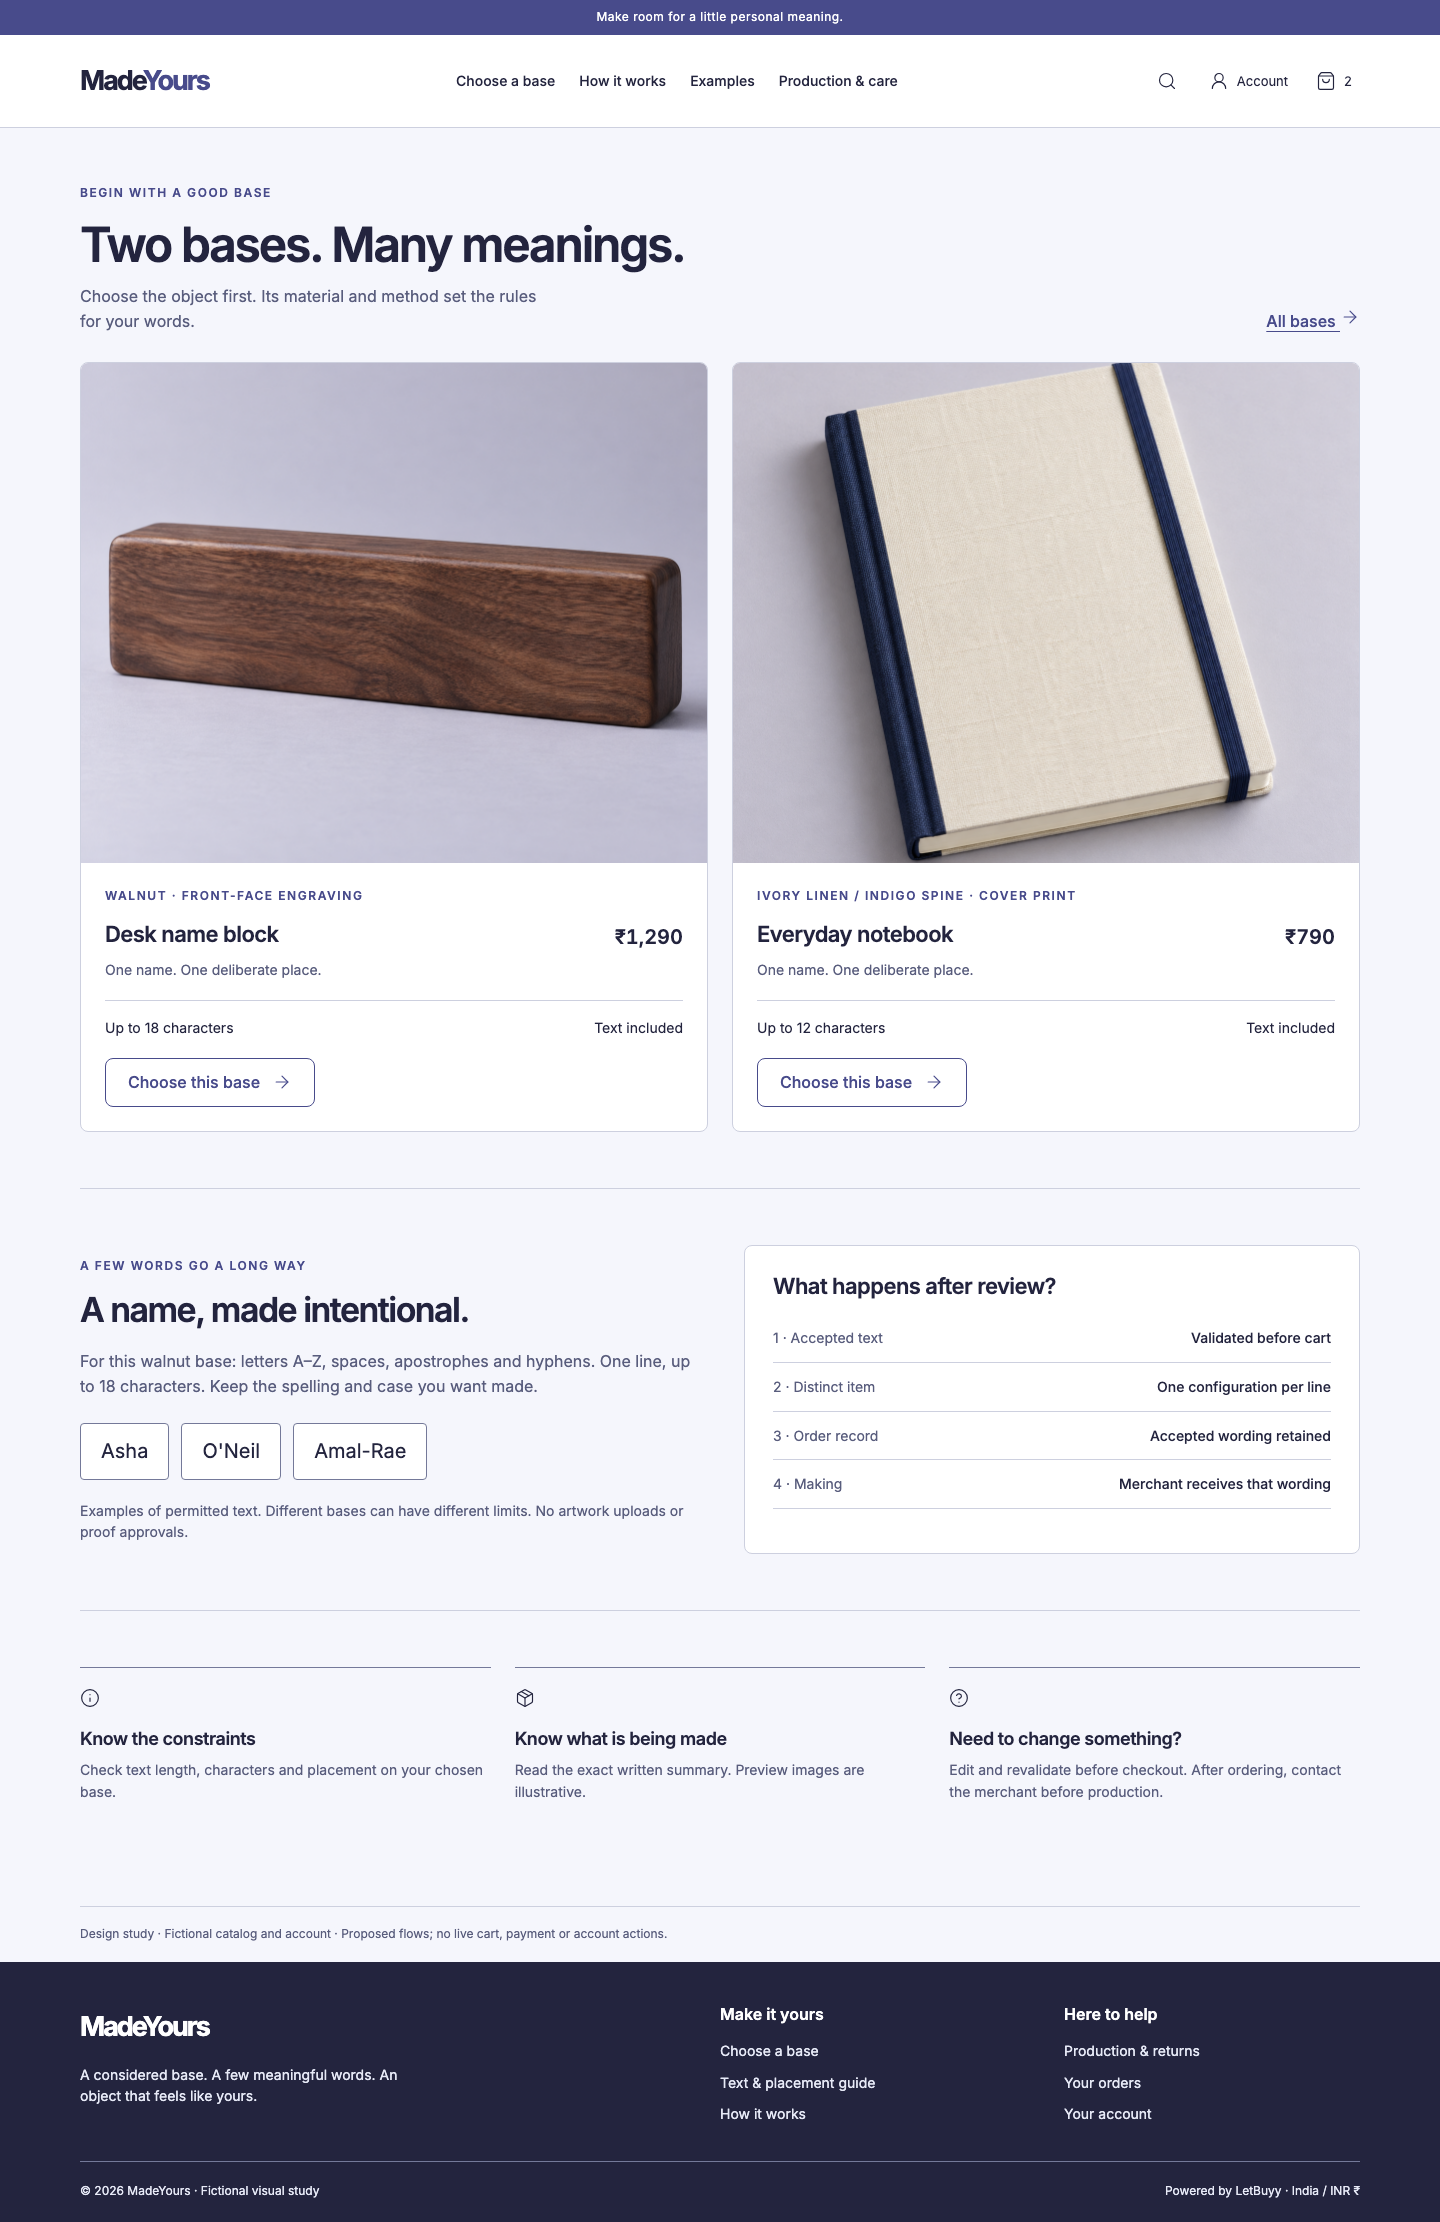 Make room for a little personal meaning.
MadeYours
Choose a base
How it works
Examples
Production & care
Account
2
BEGIN WITH A GOOD BASE
Two bases. Many meanings.
Choose the object first. Its material and method set the rules
for your words.
All bases
WALNUT · FRONT-FACE ENGRAVING
Desk name block
₹1,290
One name. One deliberate place.
Up to 18 characters
Text included
Choose this base
IVORY LINEN / INDIGO SPINE · COVER PRINT
Everyday notebook
₹790
One name. One deliberate place.
Up to 12 characters
Text included
Choose this base
A FEW WORDS GO A LONG WAY
A name, made intentional.
For this walnut base: letters A–Z, spaces, apostrophes and hyphens. One line, up
to 18 characters. Keep the spelling and case you want made.
Asha
O'Neil
Amal-Rae
Examples of permitted text. Different bases can have different limits. No artwork uploads or
proof approvals.
What happens after review?
1 · Accepted text
Validated before cart
2 · Distinct item
One configuration per line
3 · Order record
Accepted wording retained
4 · Making
Merchant receives that wording
Know the constraints
Check text length, characters and placement on your chosen
base.
Know what is being made
Read the exact written summary. Preview images are
illustrative.
Need to change something?
Edit and revalidate before checkout. After ordering, contact
the merchant before production.
Design study · Fictional catalog and account · Proposed flows; no live cart, payment or account actions.
MadeYours
A considered base. A few meaningful words. An
object that feels like yours.
Make it yours
Choose a base
Text & placement guide
How it works
Here to help
Production & returns
Your orders
Your account
© 2026 MadeYours · Fictional visual study
Powered by LetBuyy · India / INR ₹